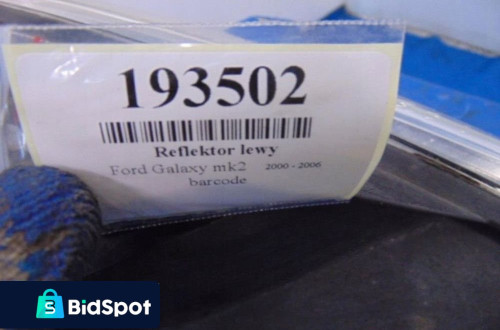 193502
Reflektor lewy
Ford Galaxy mk2 2000 - 2006
barcode
BidSpot